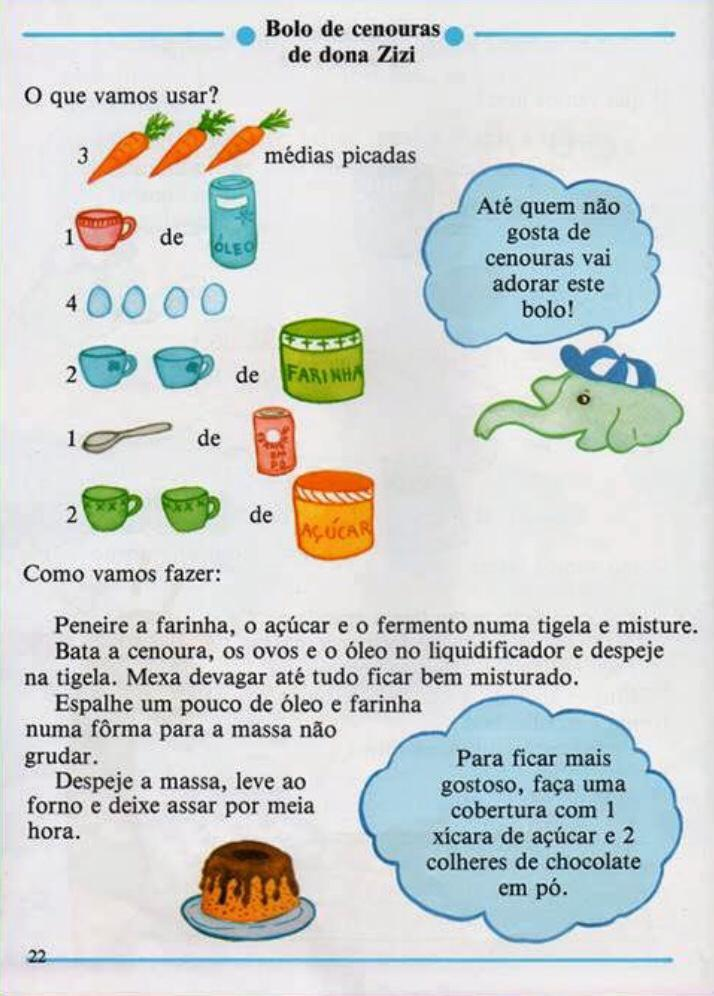 Bolo de cenouras
de dona Zizi
O que vamos usar?
3 médias picadas
1 de ÓLEO
4
2 de FARINHA
1 de
2 de AÇÚCAR
Até quem não
gosta de
cenouras vai
adorar este
bolo!
Como vamos fazer:
Peneire a farinha, o açúcar e o fermento numa tigela e misture.
Bata a cenoura, os ovos e o óleo no liquidificador e despeje
na tigela. Mexa devagar até tudo ficar bem misturado.
Espalhe um pouco de óleo e farinha
numa fôrma para a massa não
grudar.
Despeje a massa, leve ao
forno e deixe assar por meia
hora.
Para ficar mais
gostoso, faça uma
cobertura com 1
xícara de açúcar e 2
colheres de chocolate
em pó.
22